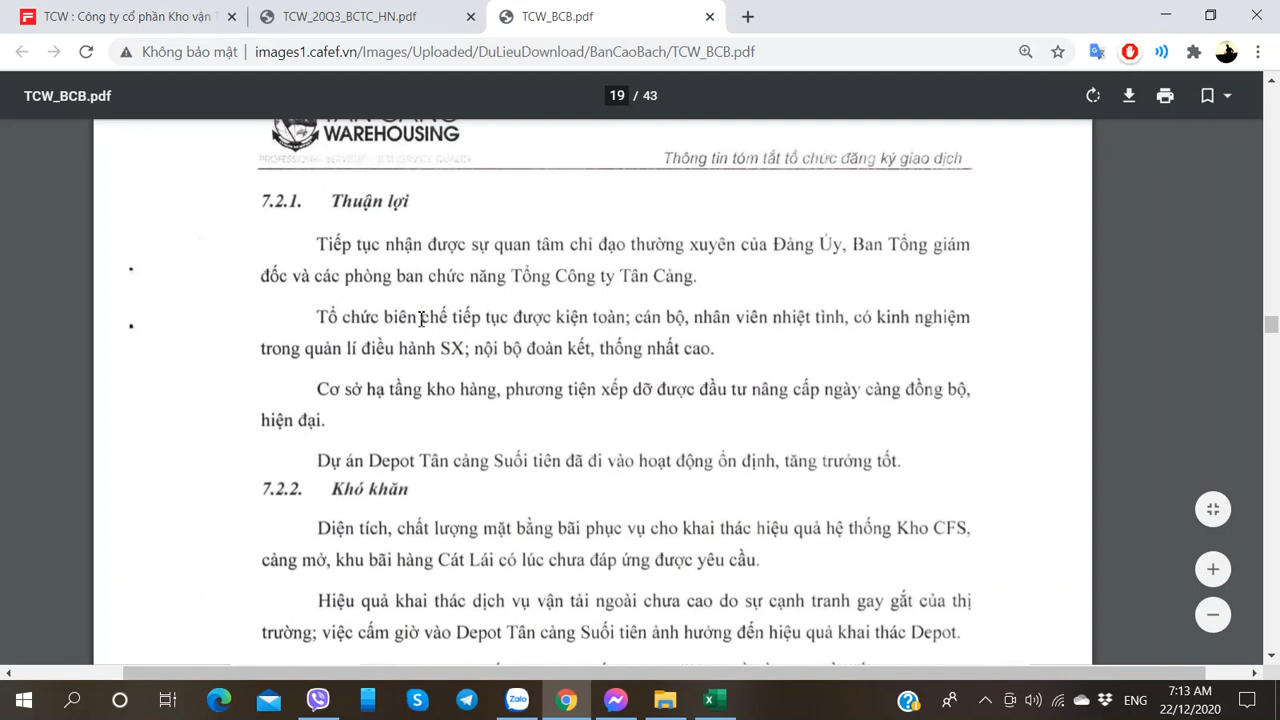 TCW : Công ty cổ phần Kho vận
TCW_20Q3_BCTC_HN.pdf
TCW_BCB.pdf
Không bảo mật
images1.cafef.vn/Images/Uploaded/DuLieuDownload/BanCaoBach/TCW_BCB.pdf
TCW_BCB.pdf
19 / 43
WAREHOUSING
Thông tin tóm tắt tổ chức đăng ký giao dịch
7.2.1. Thuận lợi
Tiếp tục nhận được sự quan tâm chỉ đạo thường xuyên của Đảng Ủy, Ban Tổng giám
đốc và các phòng ban chức năng Tổng Công ty Tân Cảng.
Tổ chức biên chế tiếp tục được kiện toàn; cán bộ, nhân viên nhiệt tình, có kinh nghiệm
trong quản lí điều hành SX; nội bộ đoàn kết, thống nhất cao.
Cơ sở hạ tầng kho hàng, phương tiện xếp dỡ được đầu tư nâng cấp ngày càng đồng bộ,
hiện đại.
Dự án Depot Tân cảng Suối tiên đã đi vào hoạt động ổn định, tăng trưởng tốt.
7.2.2. Khó khăn
Diện tích, chất lượng mặt bằng bãi phục vụ cho khai thác hiệu quả hệ thống Kho CFS,
cảng mở, khu bãi hàng Cát Lái có lúc chưa đáp ứng được yêu cầu.
Hiệu quả khai thác dịch vụ vận tải ngoài chưa cao do sự cạnh tranh gay gắt của thị
trường; việc cấm giờ vào Depot Tân cảng Suối tiên ảnh hưởng đến hiệu quả khai thác Depot.
ENG
7:13 AM
22/12/2020